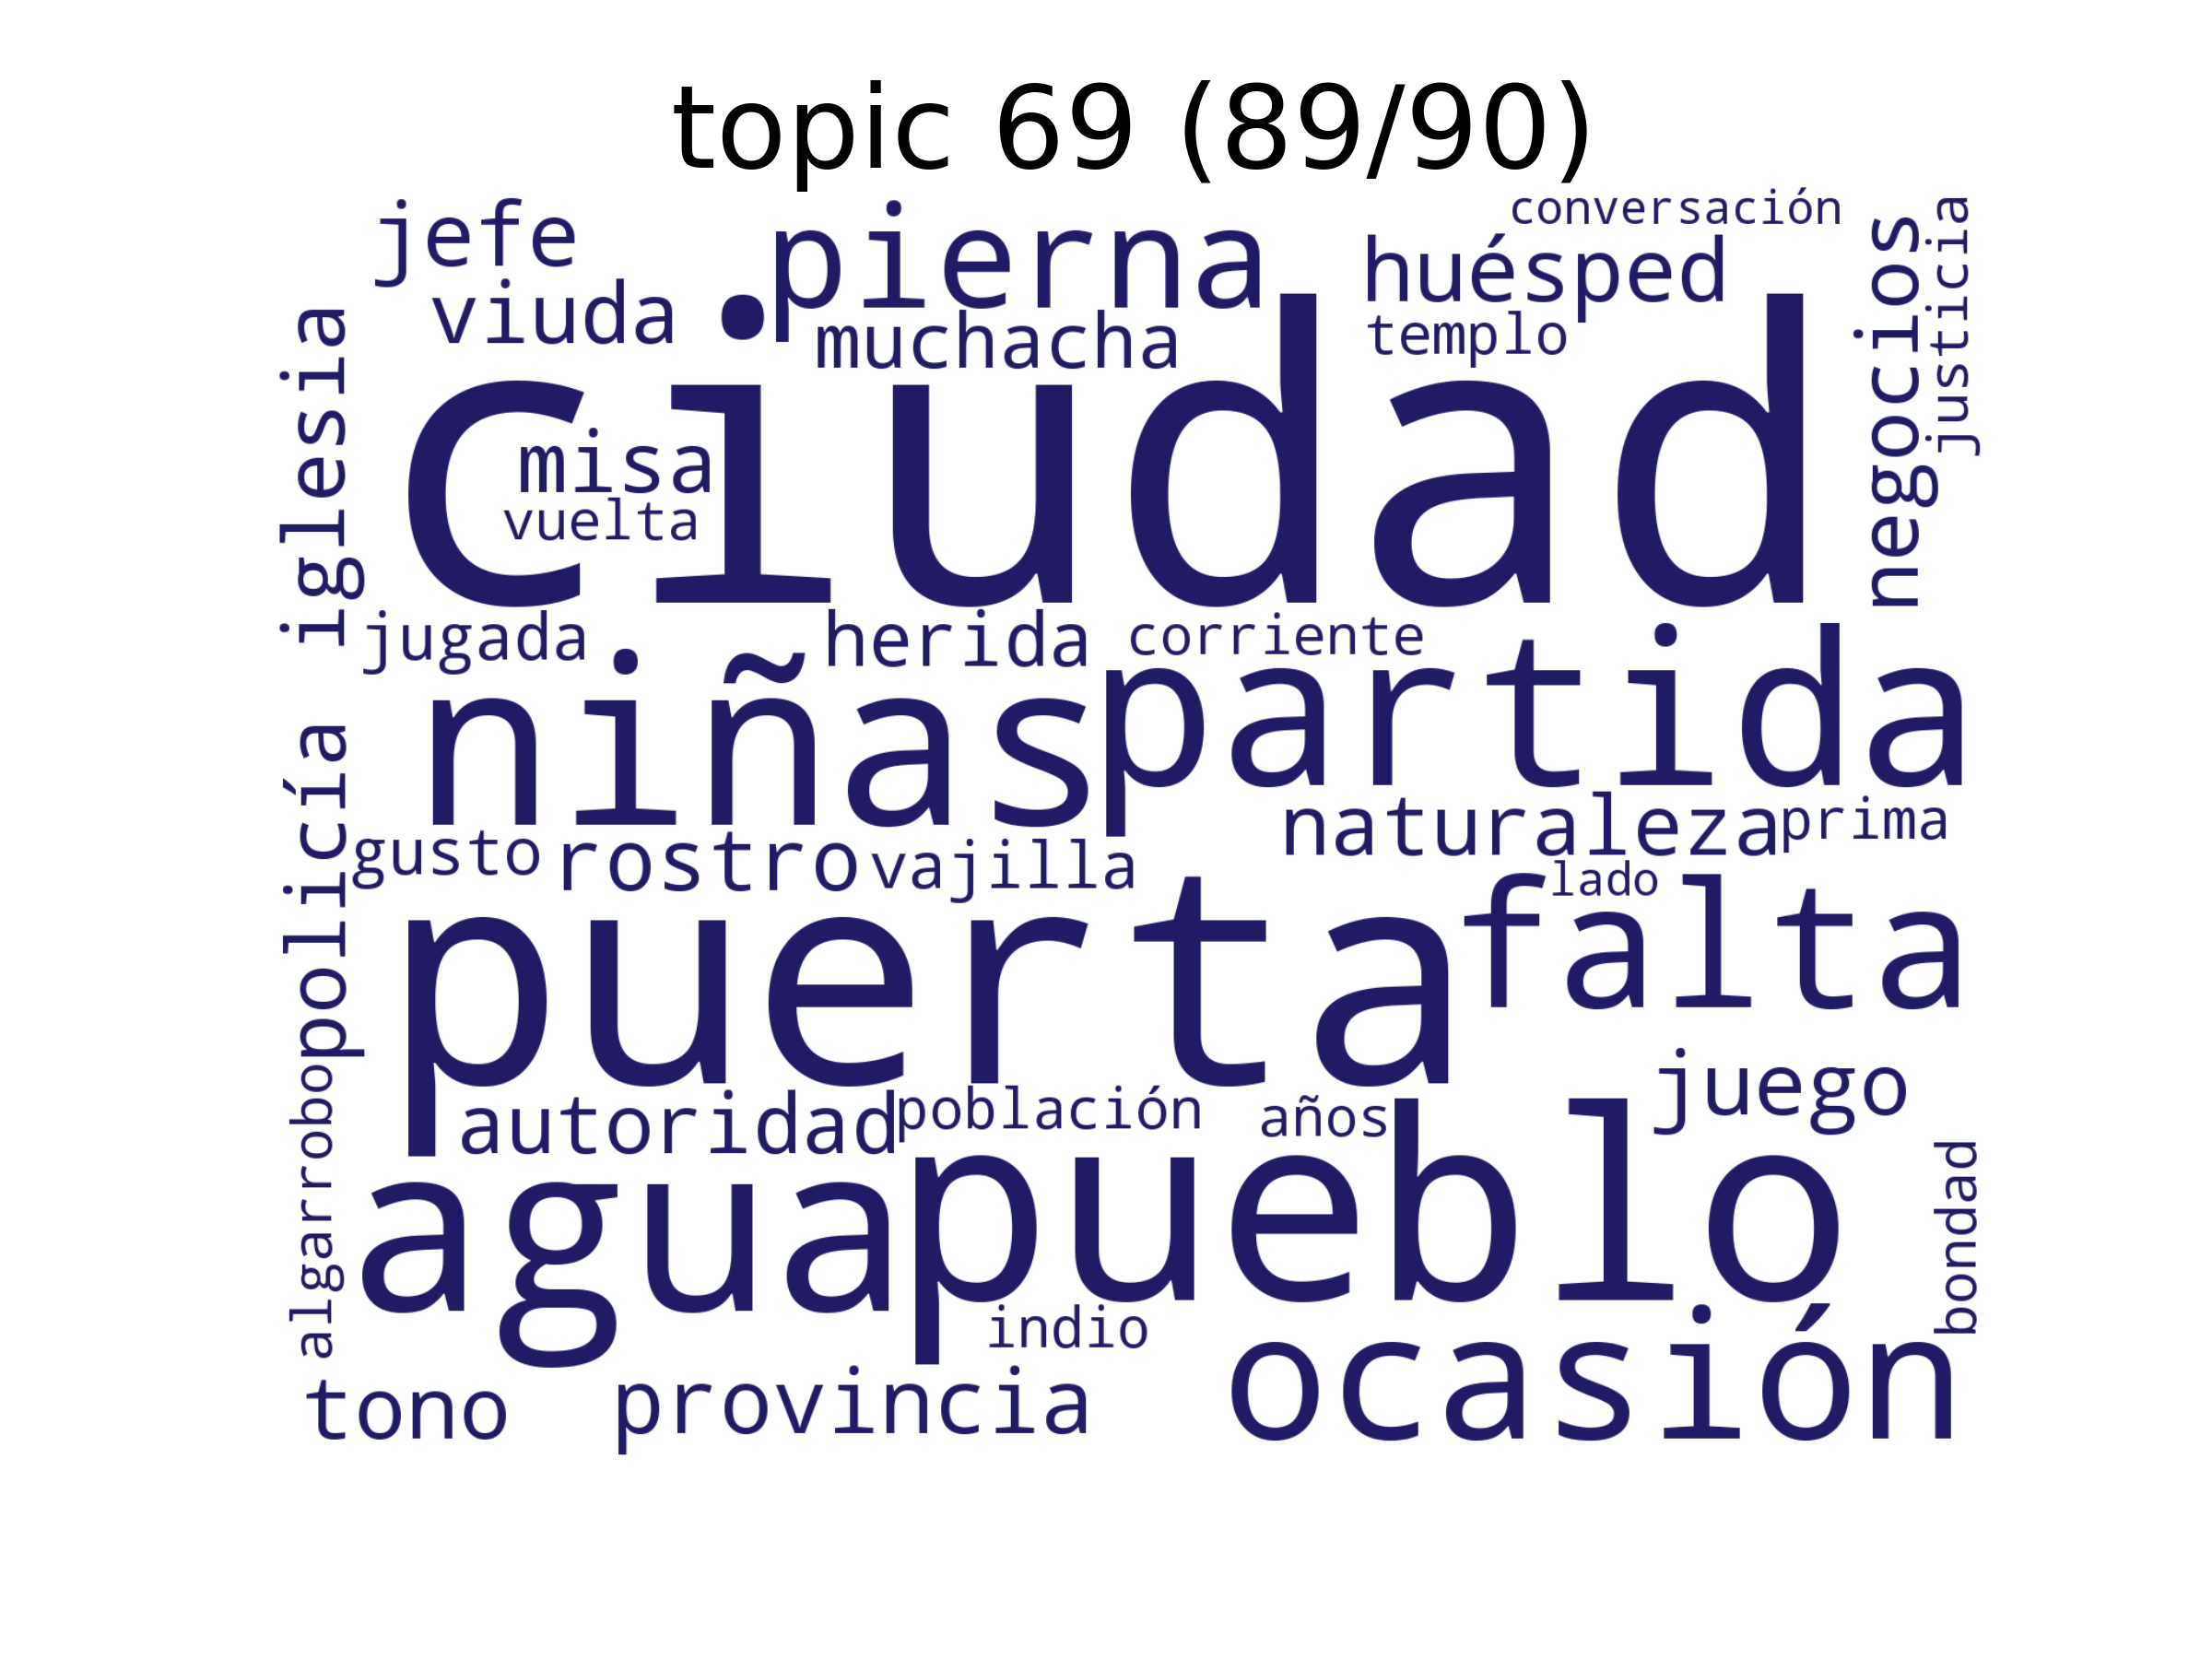 topic 69 (89/90)
conversación
jefe
pierna
huésped
viuda
muchacha
templo
negocios
justicia
iglesia
ciudad
misa
vuelta
jugada
herida
corriente
niñas
partida
policía
naturaleza
prima
gusto
rostro
vajilla
lado
puerta
falta
juego
algarrobo
autoridad
población
años
agua
pueblo
bondad
indio
ocasión
tono
provincia